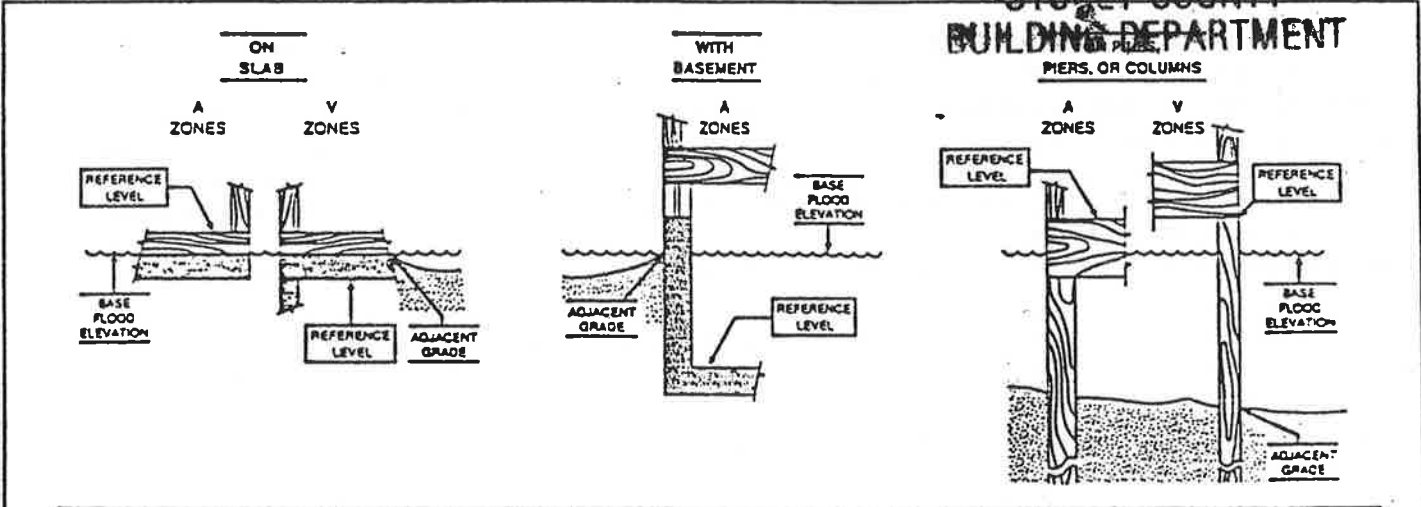 COUNTY
BUILDING DEPARTMENT
ON
SLAB
A
ZONES
V
ZONES
REFERENCE
LEVEL
BASE
FLOOD
ELEVATION
REFERENCE
LEVEL
ADJACENT
GRADE
WITH
BASEMENT
A
ZONES
BASE
FLOOD
ELEVATION
ADJACENT
GRADE
REFERENCE
LEVEL
PILES,
PIERS, OR COLUMNS
A
ZONES
V
ZONES
REFERENCE
LEVEL
REFERENCE
LEVEL
BASE
FLOOD
ELEVATION
ADJACENT
GRADE